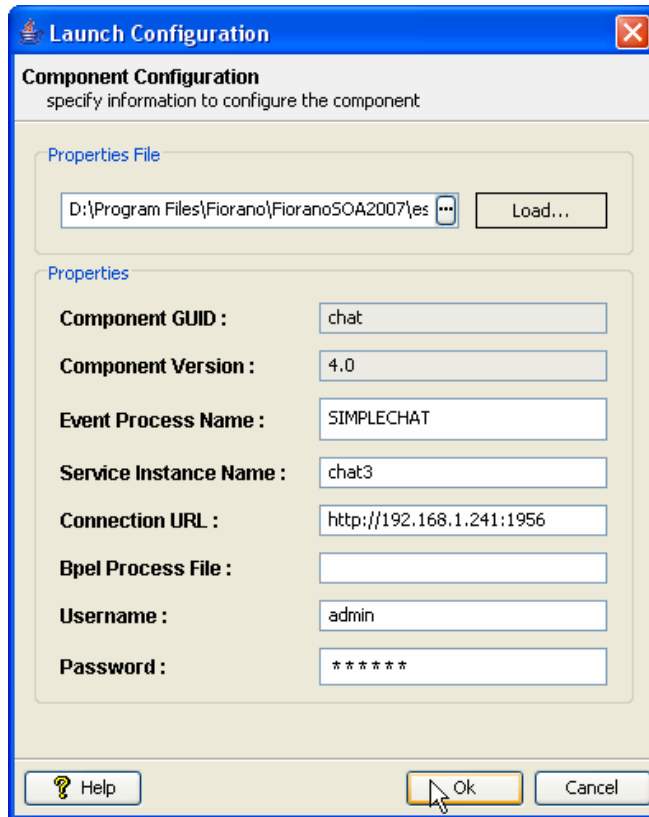 Launch Configuration
Component Configuration
specify information to configure the component
Properties File
D:\Program Files\Fiorano\FioranoSOA2007\es ... Load...
Properties
Component GUID : chat
Component Version : 4.0
Event Process Name : SIMPLECHAT
Service Instance Name : chat3
Connection URL : http://192.168.1.241:1956
Bpel Process File :
Username : admin
Password : ******
? Help Ok Cancel